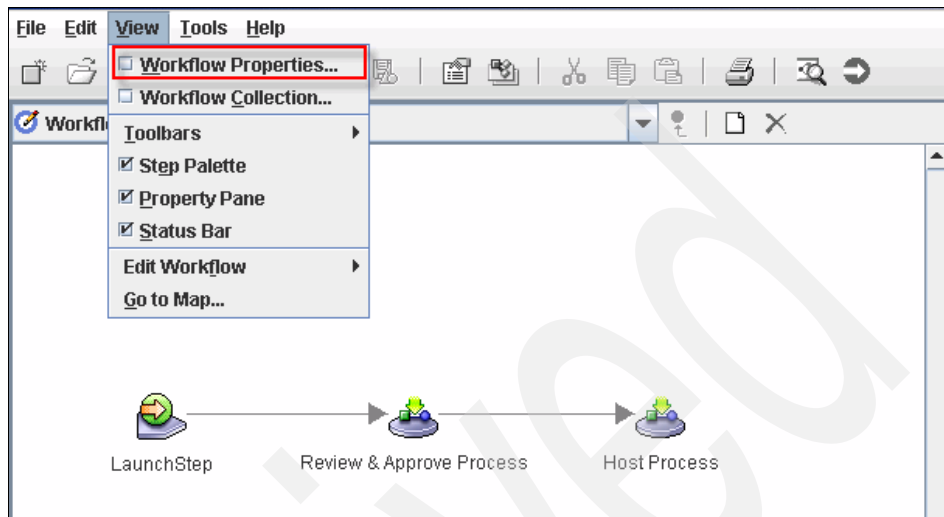 File Edit View Tools Help
Workflow Properties...
Workflow Collection...
Workfl
Toolbars
Step Palette
Property Pane
Status Bar
Edit Workflow
Go to Map...
LaunchStep Review & Approve Process Host Process